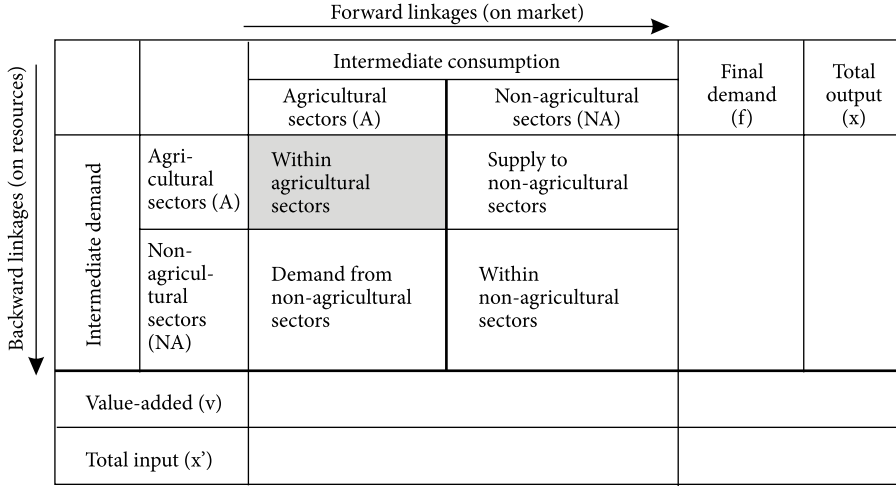 Forward linkages (on market)
Backward linkages (on resources)
Intermediate consumption
Agricultural
sectors (A)
Non-agricultural
sectors (NA)
Final
demand
(f)
Total
output
(x)
Intermediate demand
Agri-
cultural
sectors (A)
Within
agricultural
sectors
Supply to
non-agricultural
sectors
Non-
agricul-
tural
sectors
(NA)
Demand from
non-agricultural
sectors
Within
non-agricultural
sectors
Value-added (v)
Total input (x’)